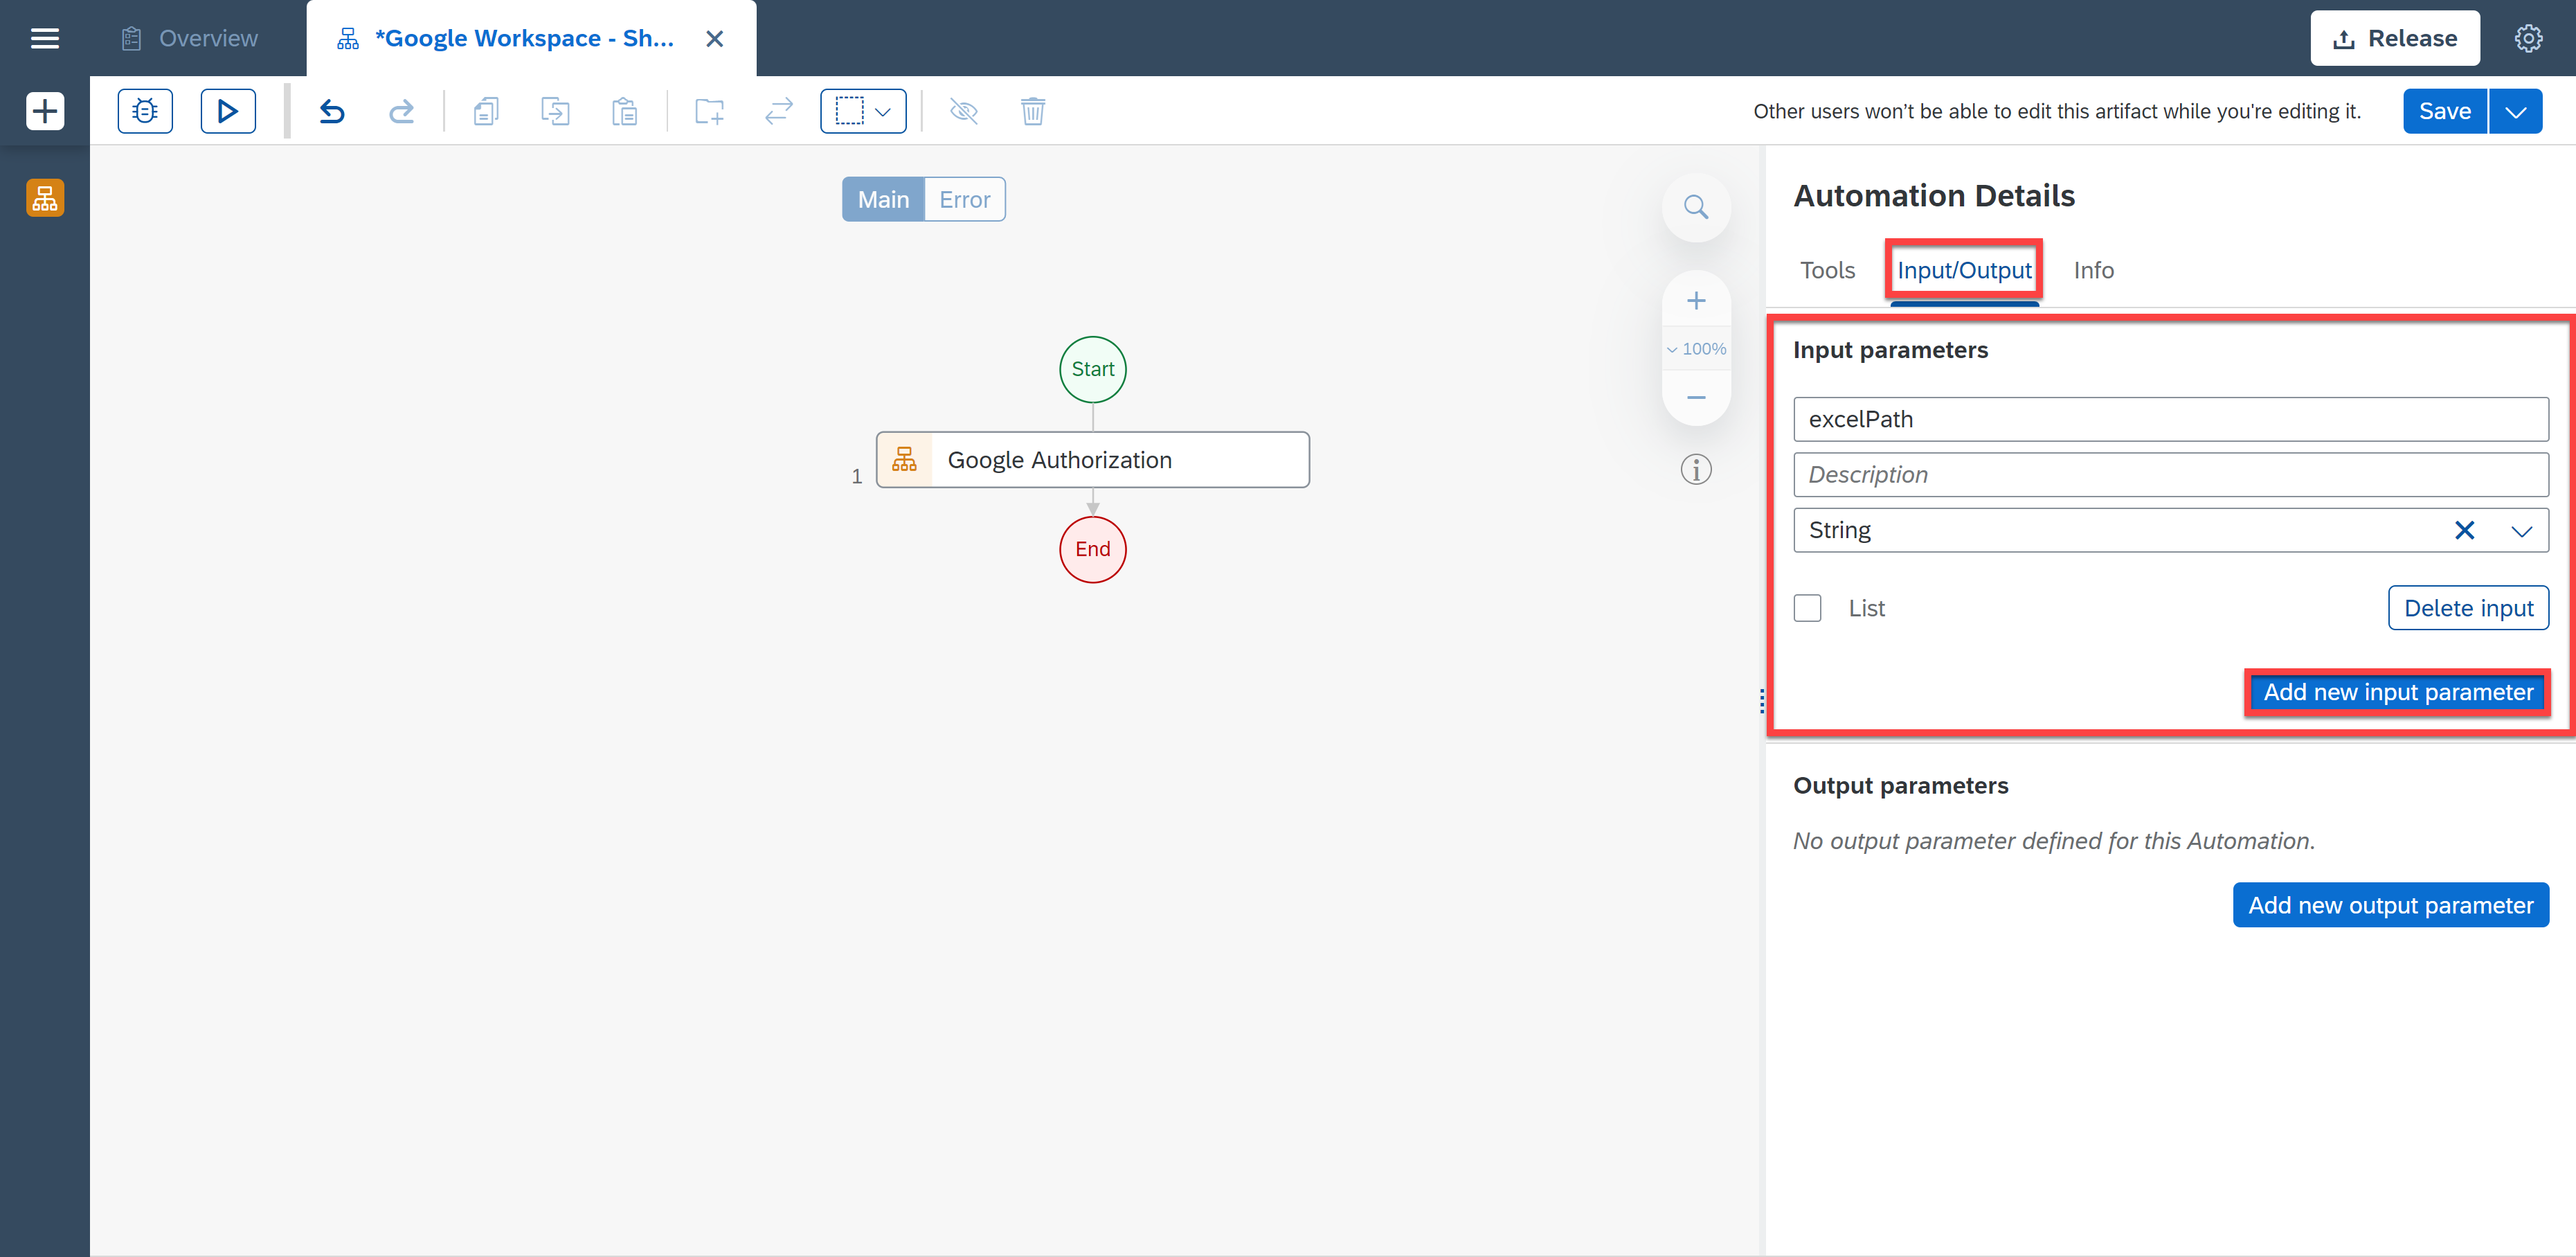 Overview
*Google Workspace - Sh...
Release
Other users won't be able to edit this artifact while you're editing it.
Save
Main
Error
100%
Start
1
Google Authorization
End
Automation Details
Tools
Input/Output
Info
Input parameters
excelPath
Description
String
List
Delete input
Add new input parameter
Output parameters
No output parameter defined for this Automation.
Add new output parameter